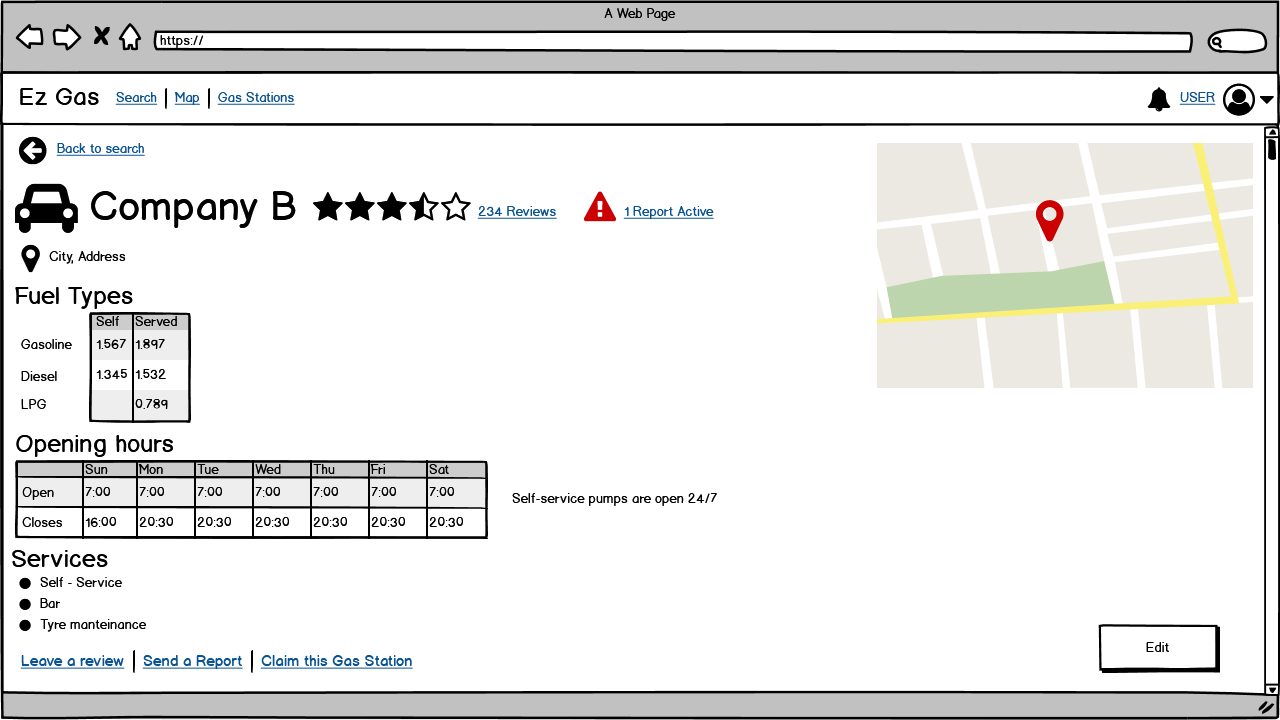 A Web Page
https://
Ez Gas Search Map Gas Stations USER
Back to search
Company B 234 Reviews 1 Report Active
City, Address
Fuel Types
Self Served
Gasoline 1.567 1.897
Diesel 1.345 1.532
LPG 0.789
Opening hours
Sun Mon Tue Wed Thu Fri Sat
Open 7:00 7:00 7:00 7:00 7:00 7:00 7:00
Self-service pumps are open 24/7
Closes 16:00 20:30 20:30 20:30 20:30 20:30 20:30
Services
Self - Service
Bar
Tyre manteinance
Edit
Leave a review Send a Report Claim this Gas Station